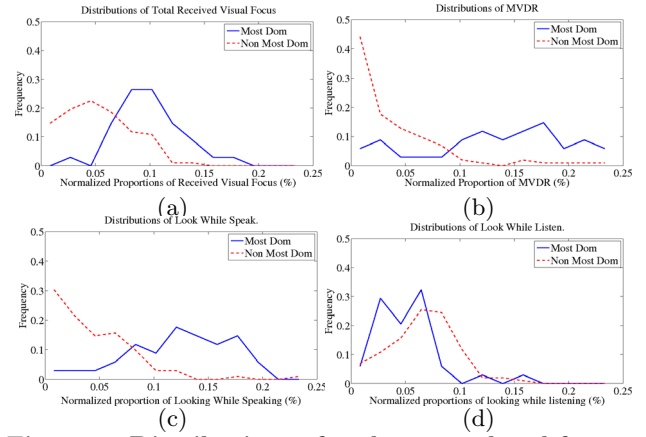 Distributions of Total Received Visual Focus
0.5
0.4
0.3
0.2
0.1
0
Frequency
Most Dom
Non Most Dom
0 0.05 0.1 0.15 0.2 0.25
Normalized Proportions of Received Visual Focus (%)
(a)
Distributions of MVDR
0.5
0.4
0.3
0.2
0.1
0
Frequency
Most Dom
Non Most Dom
0 0.05 0.1 0.15 0.2 0.25
Normalized Proportion of MVDR (%)
(b)
Distributions of Look While Speak.
0.5
0.4
0.3
0.2
0.1
0
Frequency
Most Dom
Non Most Dom
0 0.05 0.1 0.15 0.2 0.25
Normalized proportion of Looking While Speaking (%)
(c)
Distributions of Look While Listen.
0.5
0.4
0.3
0.2
0.1
0
Frequency
Most Dom
Non Most Dom
0 0.05 0.1 0.15 0.2 0.25
Normalized proportions of looking while listening (%)
(d)